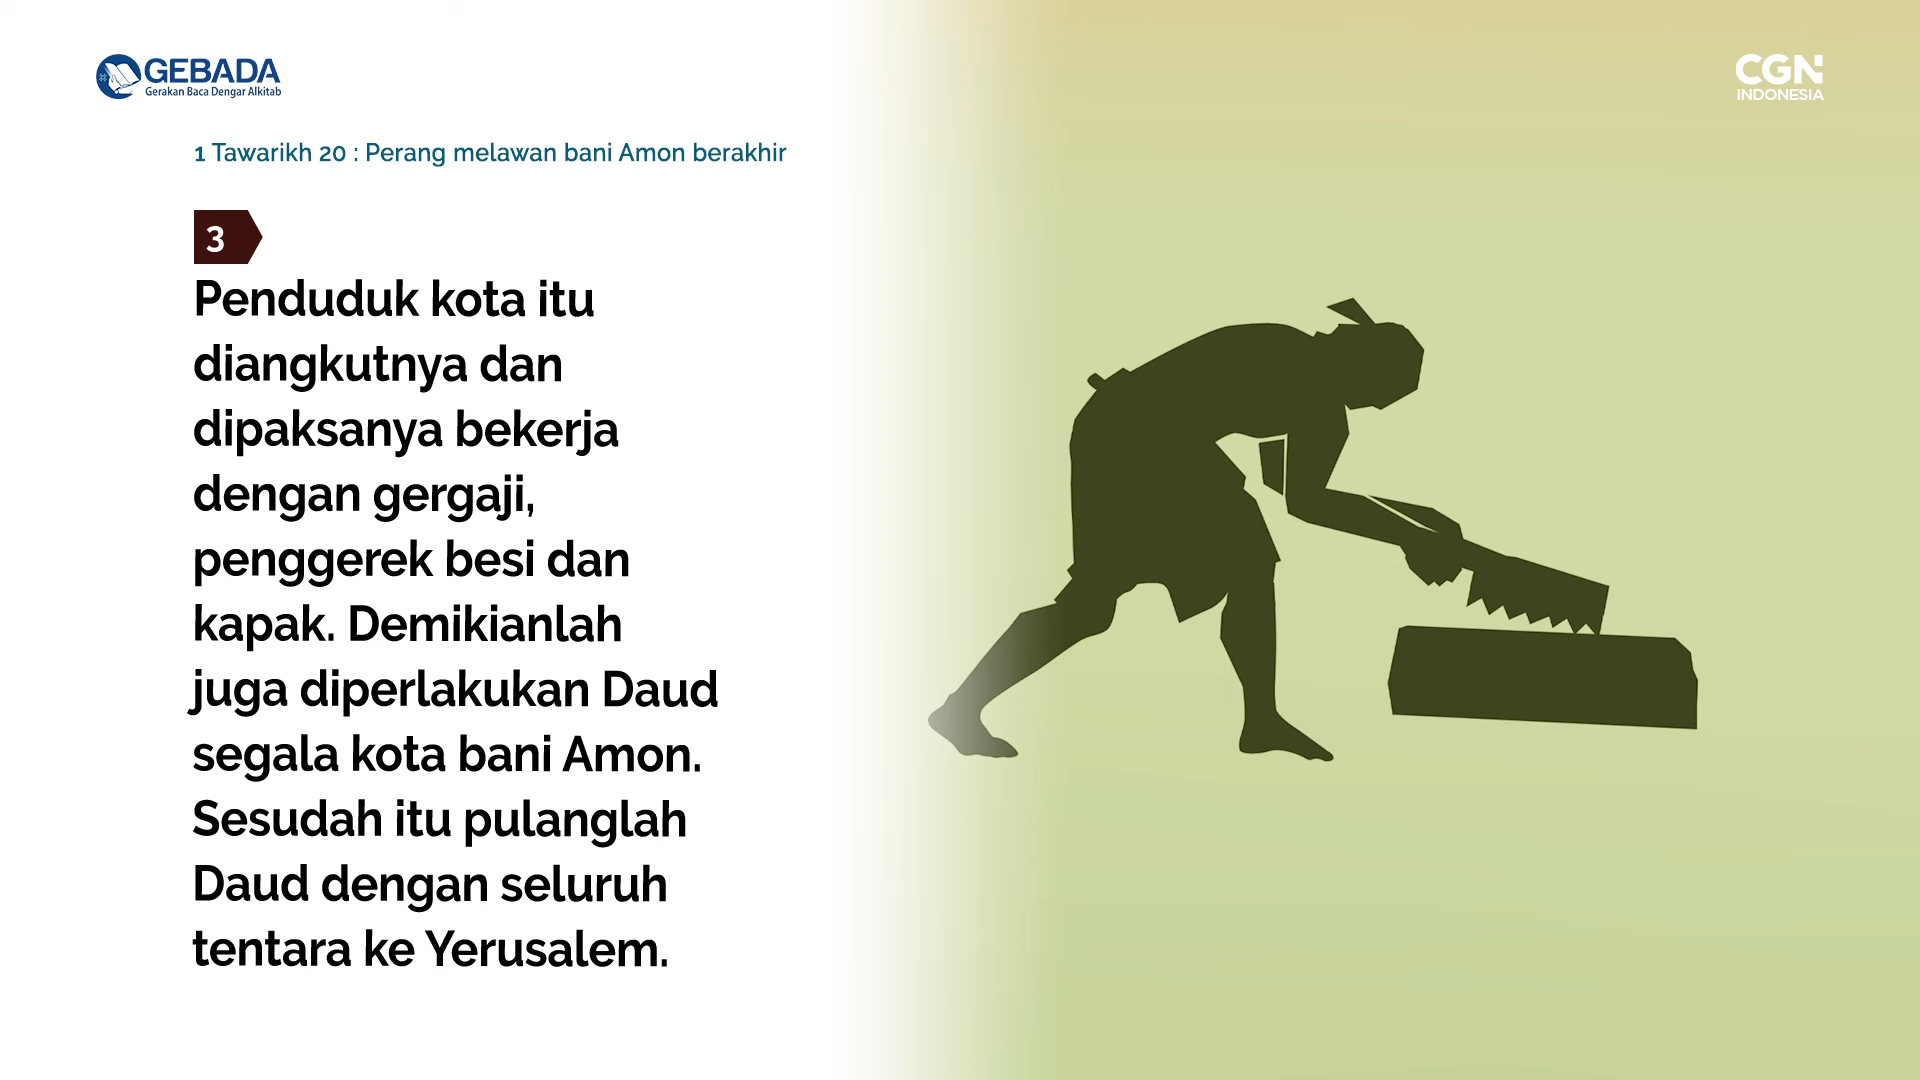 GEBADA
Gerakan Baca Dengar Alkitab
CGN
INDONESIA
1 Tawarikh 20 : Perang melawan bani Amon berakhir
3
Penduduk kota itu
diangkutnya dan
dipaksanya bekerja
dengan gergaji,
penggerek besi dan
kapak. Demikianlah
juga diperlakukan Daud
segala kota bani Amon.
Sesudah itu pulanglah
Daud dengan seluruh
tentara ke Yerusalem.